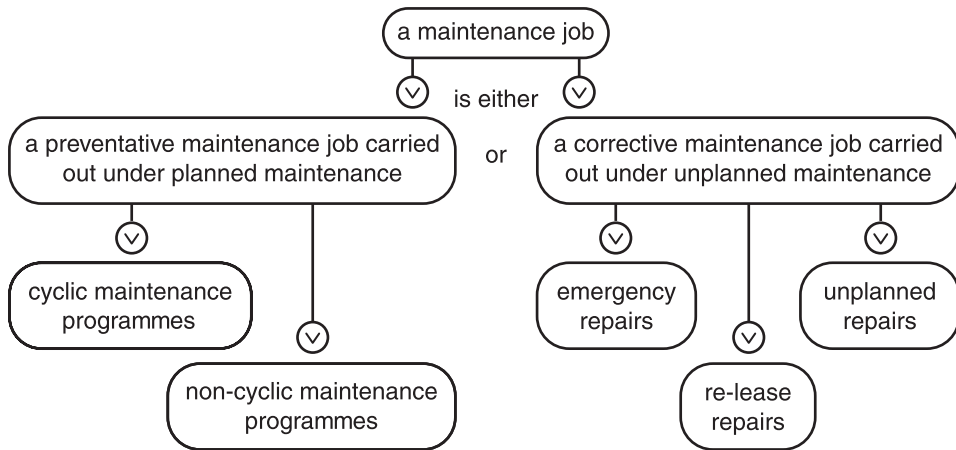 a maintenance job
is either
a preventative maintenance job carried
out under planned maintenance
or
a corrective maintenance job carried
out under unplanned maintenance
cyclic maintenance
programmes
non-cyclic maintenance
programmes
emergency
repairs
re-lease
repairs
unplanned
repairs